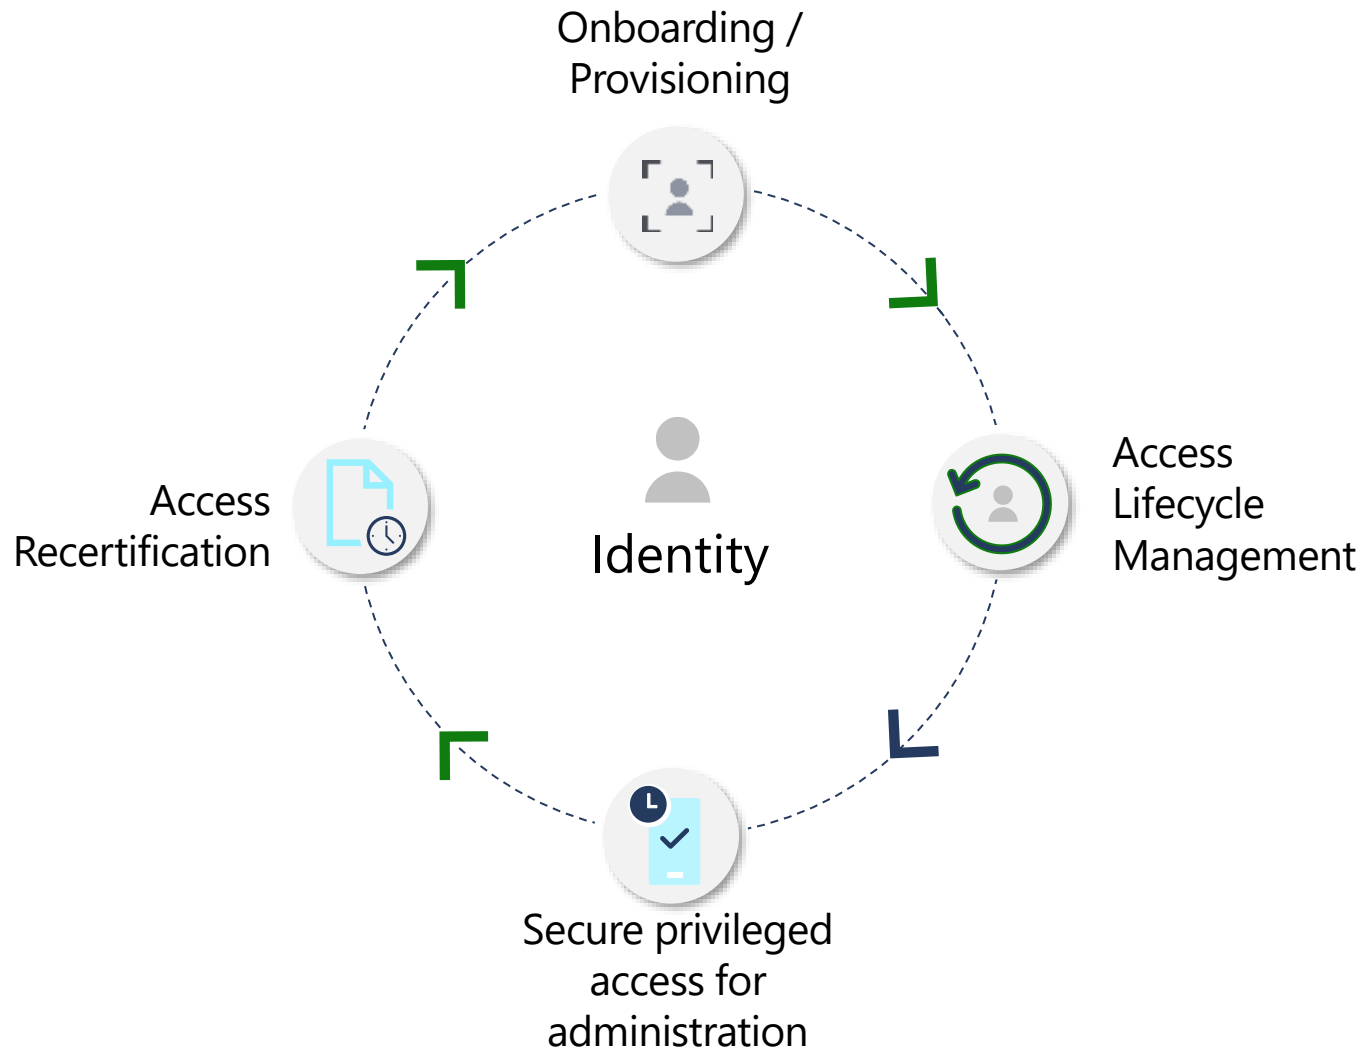 Onboarding /
Provisioning
Access
Lifecycle
Management
Access
Recertification
Identity
Secure privileged
access for
administration